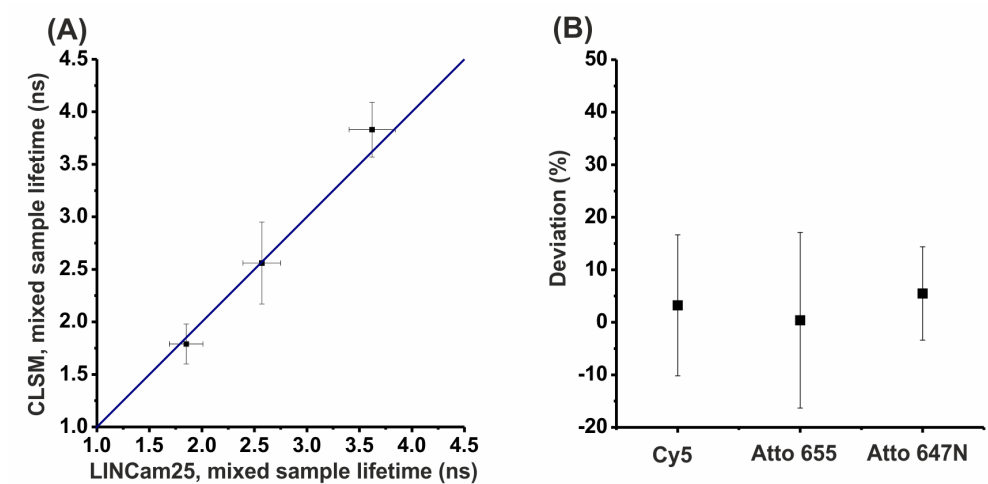 (A)
CLSM, mixed sample lifetime (ns)
4.5
4.0
3.5
3.0
2.5
2.0
1.5
1.0
1.0 1.5 2.0 2.5 3.0 3.5 4.0 4.5
LINCam25, mixed sample lifetime (ns)
(B)
Deviation (%)
50
40
30
20
10
0
-10
-20
Cy5 Atto 655 Atto 647N